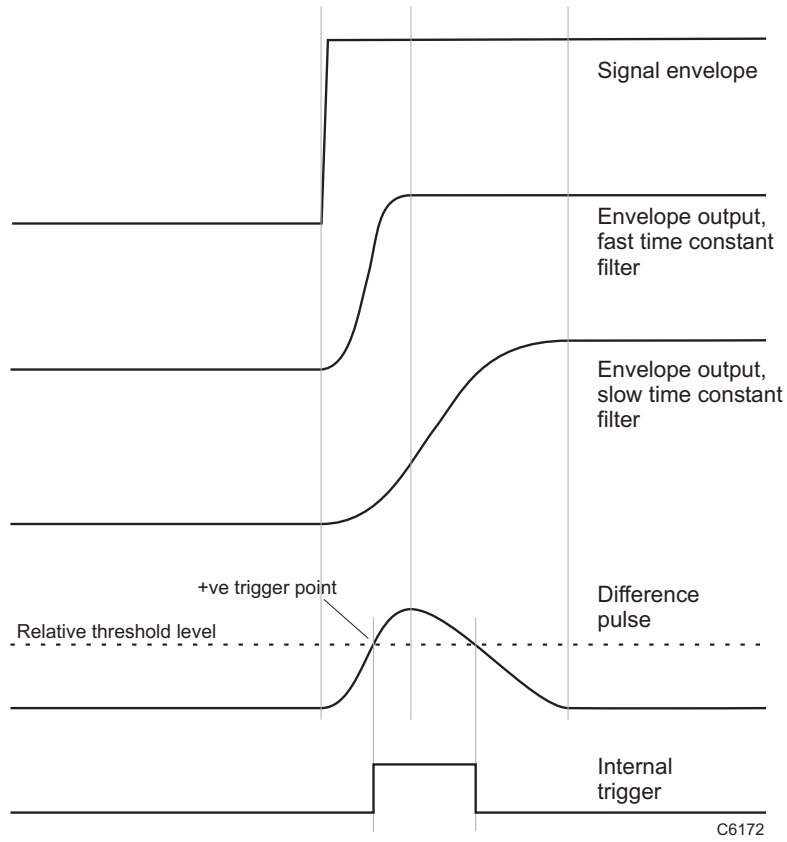 Signal envelope
Envelope output,
fast time constant
filter
Envelope output,
slow time constant
filter
+ve trigger point
Difference
pulse
Relative threshold level
Internal
trigger
C6172